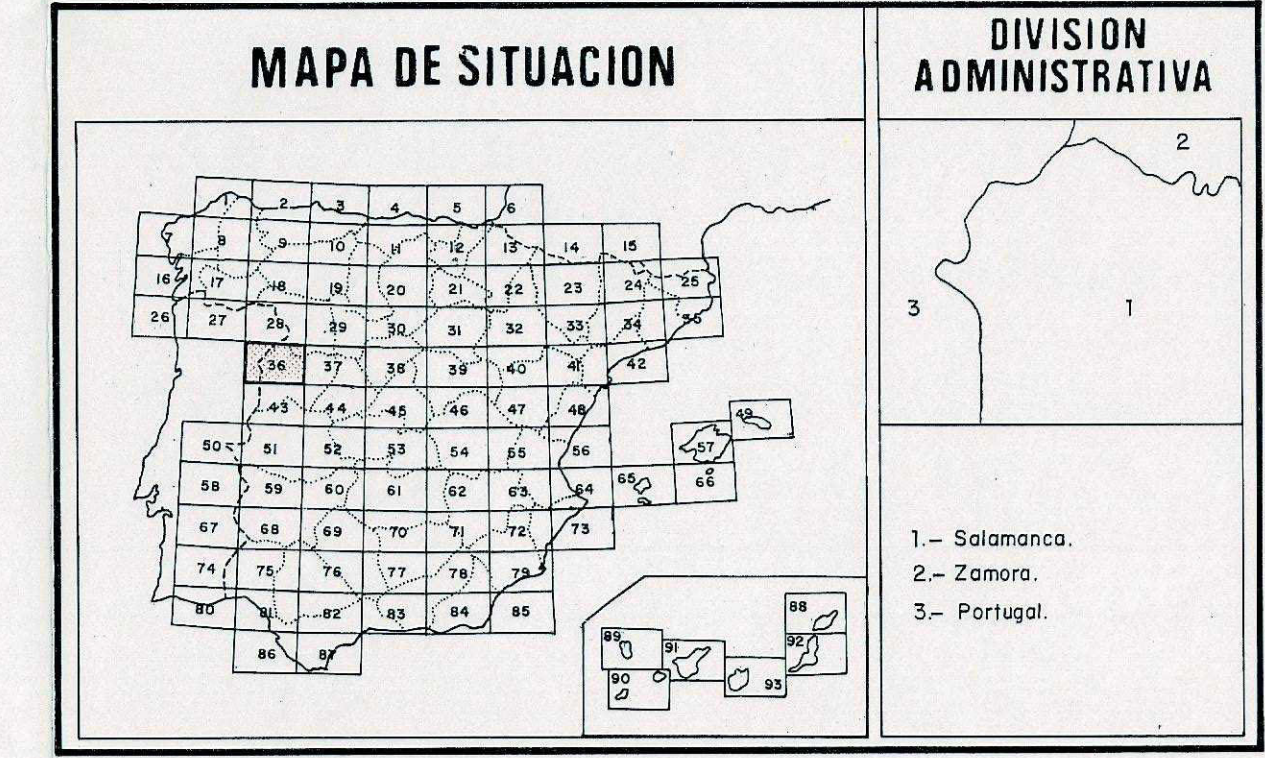 MAPA DE SITUACION
1 2 3 4 5 6
7 8 9 10 11 12 13 14 15
16 17 18 19 20 21 22 23 24 25
26 27 28 29 30 31 32 33 34 35
36 37 38 39 40 41 42
43 44 45 46 47 48 49
50 51 52 53 54 55 56 57
58 59 60 61 62 63 64 65 66
67 68 69 70 71 72 73
74 75 76 77 78 79
80 81 82 83 84 85
86 87
88
89 91 92
90 93
DIVISION
ADMINISTRATIVA
2
3 1
1.– Salamanca.
2.– Zamora.
3.– Portugal.